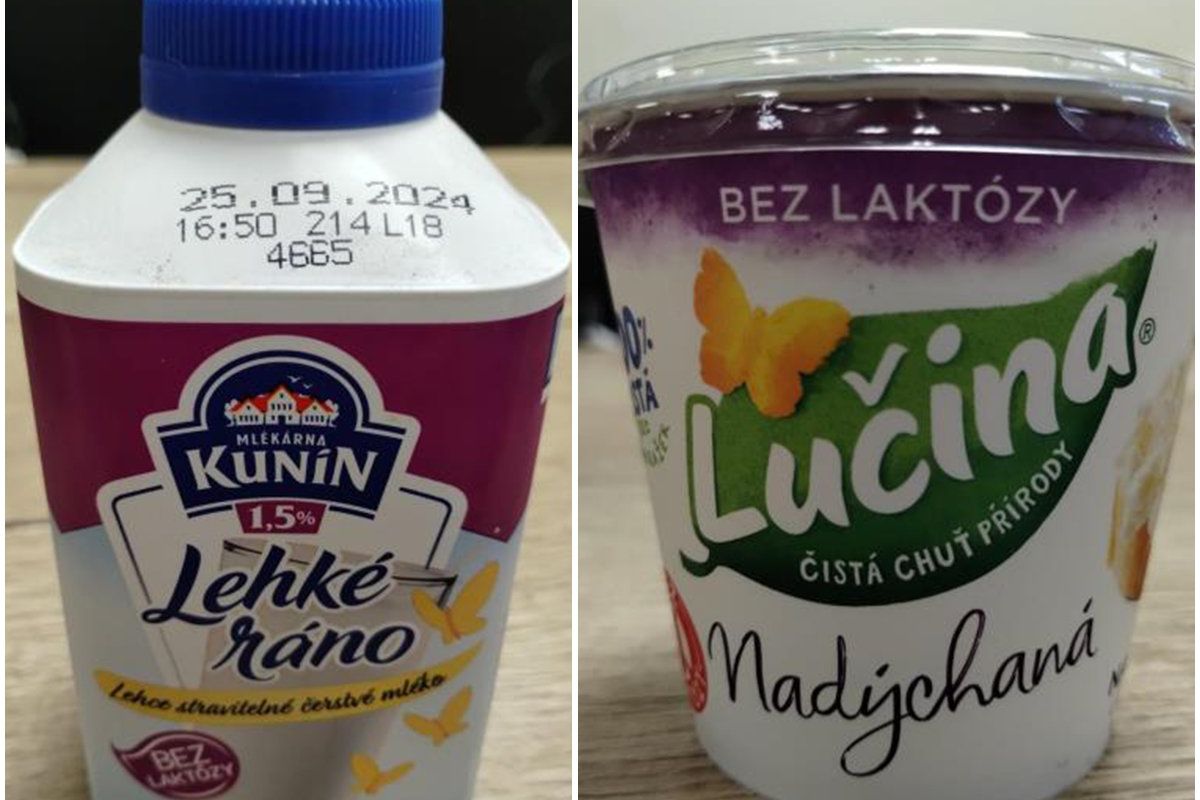 25.09.2024
16:50 214 L18
4665
MLÉKÁRNA
KUNÍN
1,5%
Lehké
ráno
Lehce stravitelné čerstvé mléko
BEZ
LAKTÓZY
BEZ LAKTÓZY
Lučina®
ČISTÁ CHUŤ PŘÍRODY
Nadýchaná